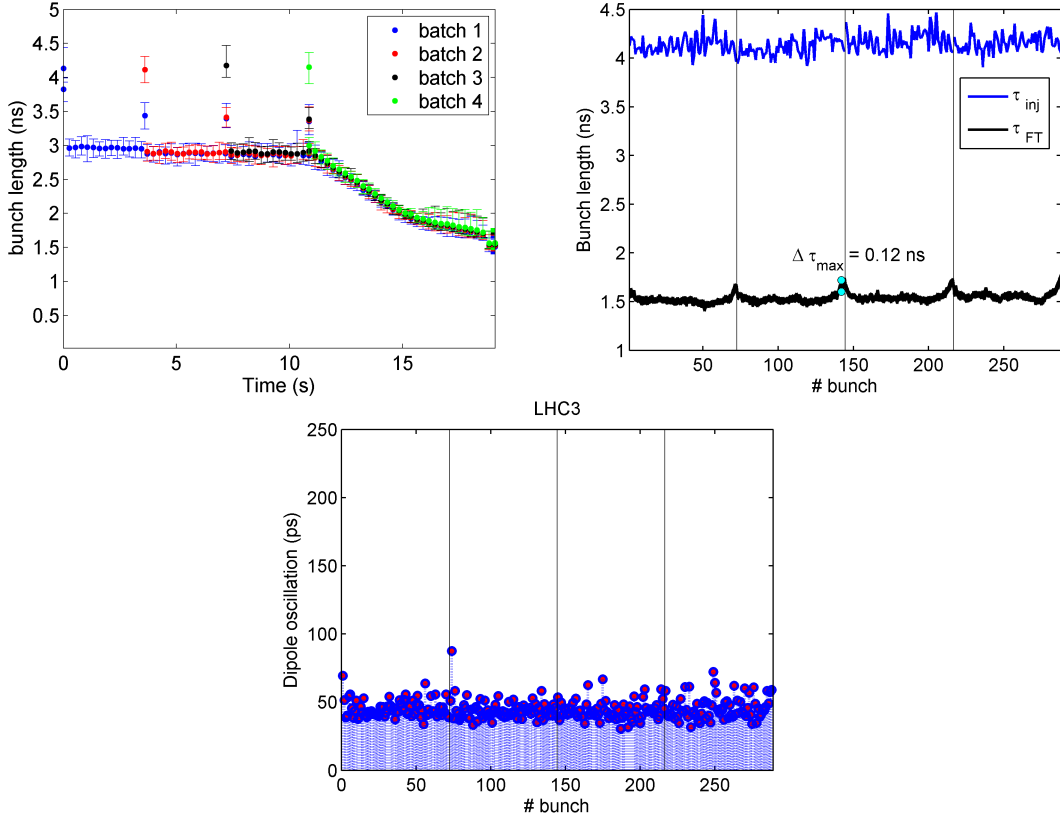 5
4.5
4
3.5
3
2.5
2
1.5
1
0.5
0 5 10 15
bunch length (ns)
Time (s)
batch 1
batch 2
batch 3
batch 4
4.5
4
3.5
3
2.5
2
1.5
1
50 100 150 200 250
Bunch length (ns)
# bunch
τ inj
τ FT
Δ τ max = 0.12 ns
LHC3
250
200
150
100
50
0
0 50 100 150 200 250
Dipole oscillation (ps)
# bunch